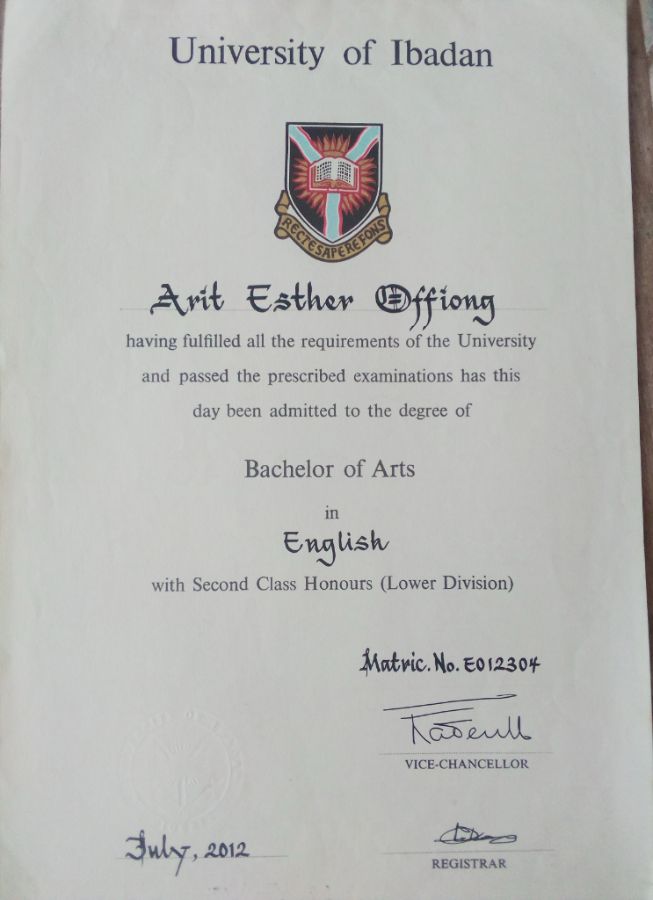 University of Ibadan
RECTE SAPERE FONS
Arit Esther Offiong
having fulfilled all the requirements of the University
and passed the prescribed examinations has this
day been admitted to the degree of
Bachelor of Arts
in
English
with Second Class Honours (Lower Division)
Matric. No. E012304
VICE-CHANCELLOR
July, 2012
REGISTRAR